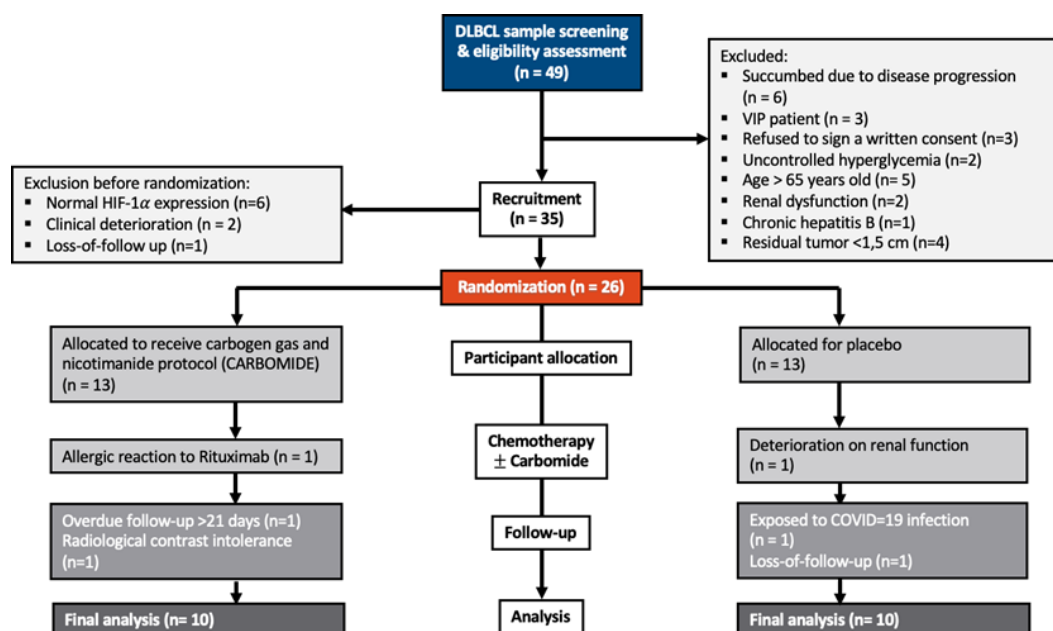 DLBCL sample screening
& eligibility assessment
(n = 49)
Excluded:
▪ Succumbed due to disease progression
(n = 6)
▪ VIP patient (n = 3)
▪ Refused to sign a written consent (n=3)
▪ Uncontrolled hyperglycemia (n=2)
▪ Age > 65 years old (n= 5)
▪ Renal dysfunction (n=2)
▪ Chronic hepatitis B (n=1)
▪ Residual tumor <1,5 cm (n=4)
Exclusion before randomization:
▪ Normal HIF-1α expression (n=6)
▪ Clinical deterioration (n = 2)
▪ Loss-of-follow up (n=1)
Recruitment
(n = 35)
Randomization (n = 26)
Allocated to receive carbogen gas and
nicotimanide protocol (CARBOMIDE)
(n = 13)
Participant allocation
Allocated for placebo
(n = 13)
Allergic reaction to Rituximab (n = 1)
Chemotherapy
± Carbomide
Deterioration on renal function
(n = 1)
Overdue follow-up >21 days (n=1)
Radiological contrast intolerance
(n=1)
Follow-up
Exposed to COVID=19 infection
(n = 1)
Loss-of-follow-up (n=1)
Final analysis (n= 10)
Analysis
Final analysis (n= 10)